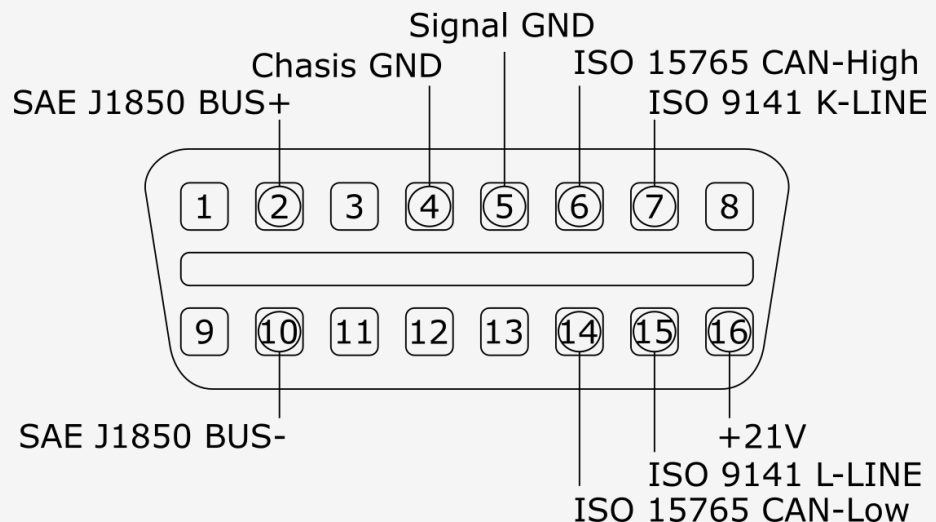 Signal GND
Chasis GND
ISO 15765 CAN-High
SAE J1850 BUS+
ISO 9141 K-LINE
1 2 3 4 5 6 7 8
9 10 11 12 13 14 15 16
SAE J1850 BUS-
+21V
ISO 9141 L-LINE
ISO 15765 CAN-Low